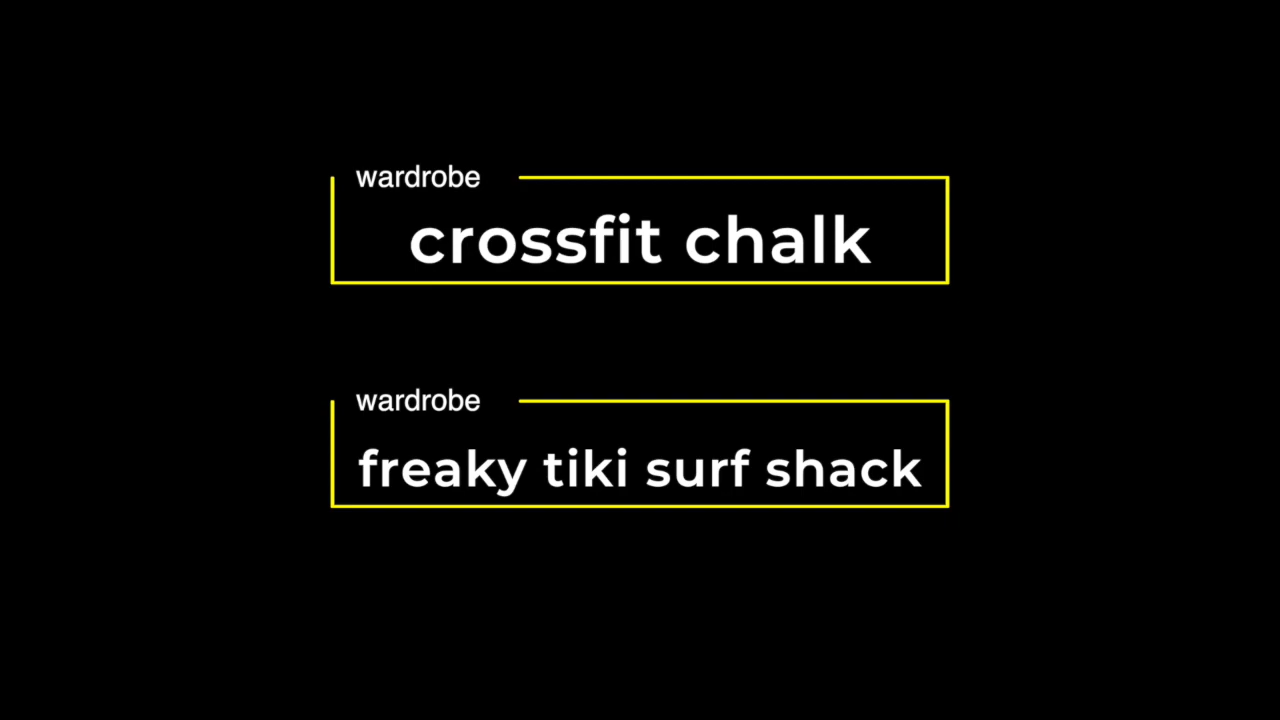 wardrobe
crossfit chalk
wardrobe
freaky tiki surf shack